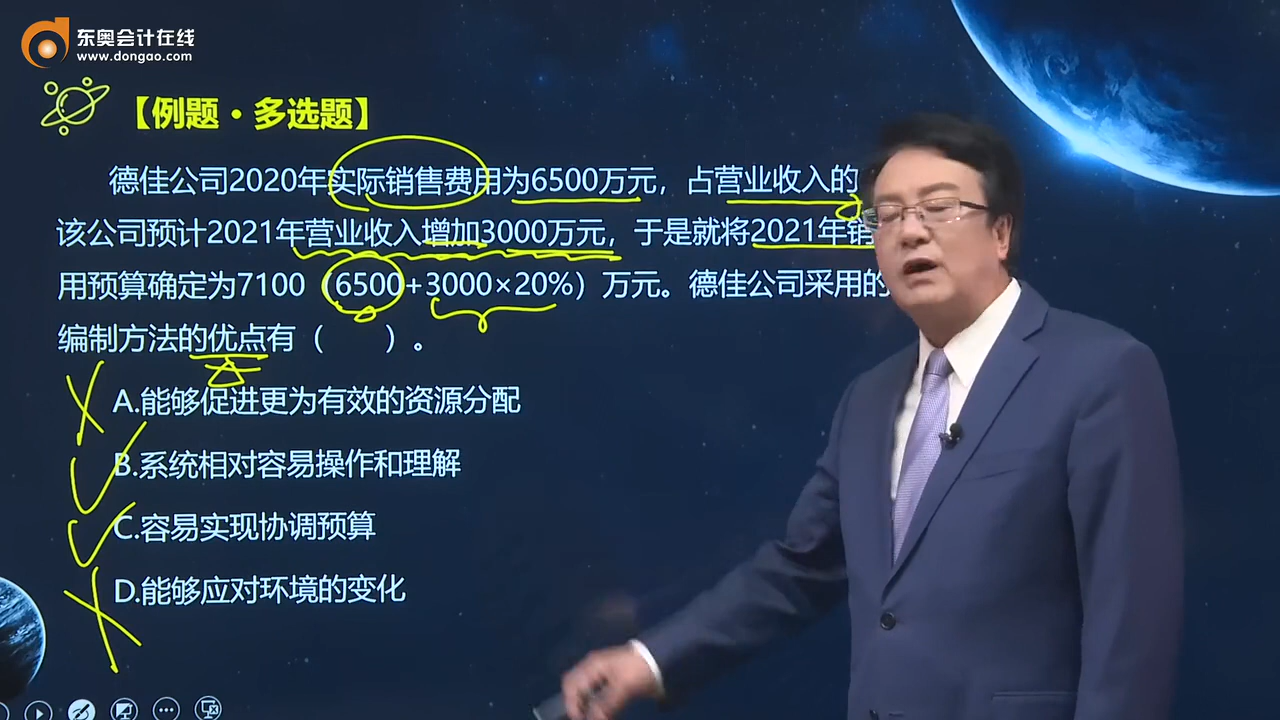 东奥会计在线
www.dongao.com
【例题·多选题】
德佳公司2020年实际销售费用为6500万元，占营业收入的
该公司预计2021年营业收入增加3000万元，于是就将2021年销
用预算确定为7100（6500+3000×20%）万元。德佳公司采用的
编制方法的优点有（　　）。
A.能够促进更为有效的资源分配
B.系统相对容易操作和理解
C.容易实现协调预算
D.能够应对环境的变化